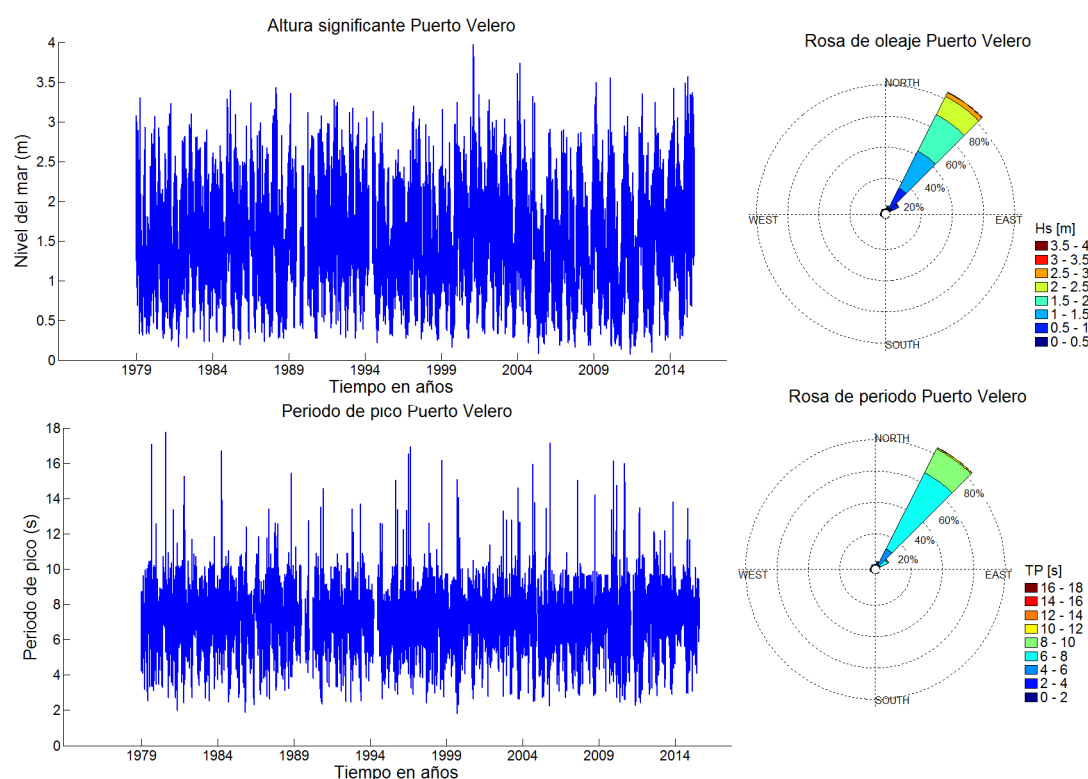 Altura significante Puerto Velero
Nivel del mar (m)
4
3.5
3
2.5
2
1.5
1
0.5
0
1979 1984 1989 1994 1999 2004 2009 2014
Tiempo en años
Rosa de oleaje Puerto Velero
NORTH
WEST
EAST
SOUTH
80%
60%
40%
20%
Hs [m]
3.5 - 4
3 - 3.5
2.5 - 3
2 - 2.5
1.5 - 2
1 - 1.5
0.5 - 1
0 - 0.5
Periodo de pico Puerto Velero
Periodo de pico (s)
18
16
14
12
10
8
6
4
2
0
1979 1984 1989 1994 1999 2004 2009 2014
Tiempo en años
Rosa de periodo Puerto Velero
NORTH
WEST
EAST
SOUTH
80%
60%
40%
20%
TP [s]
16 - 18
14 - 16
12 - 14
10 - 12
8 - 10
6 - 8
4 - 6
2 - 4
0 - 2